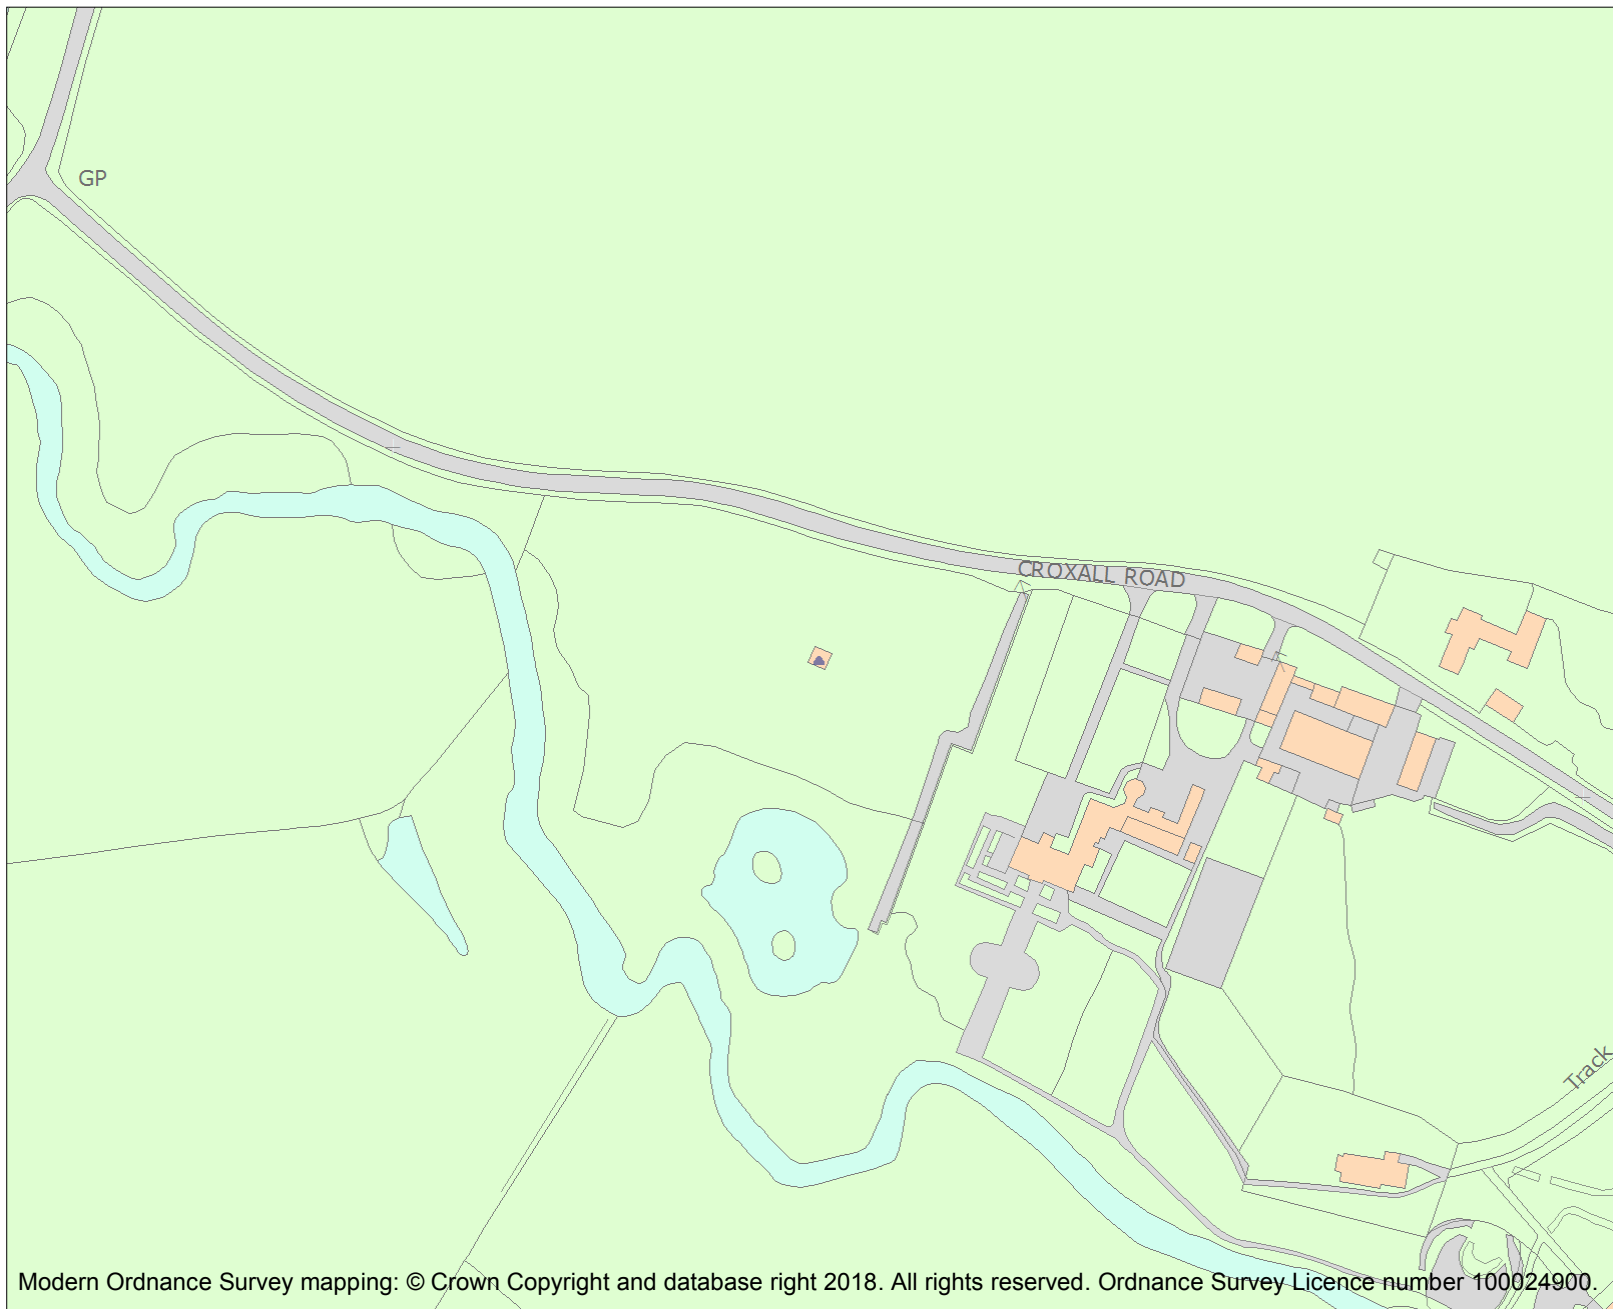 GP
CROXALL ROAD
Track
Modern Ordnance Survey mapping: © Crown Copyright and database right 2018. All rights reserved. Ordnance Survey Licence number 100024900.